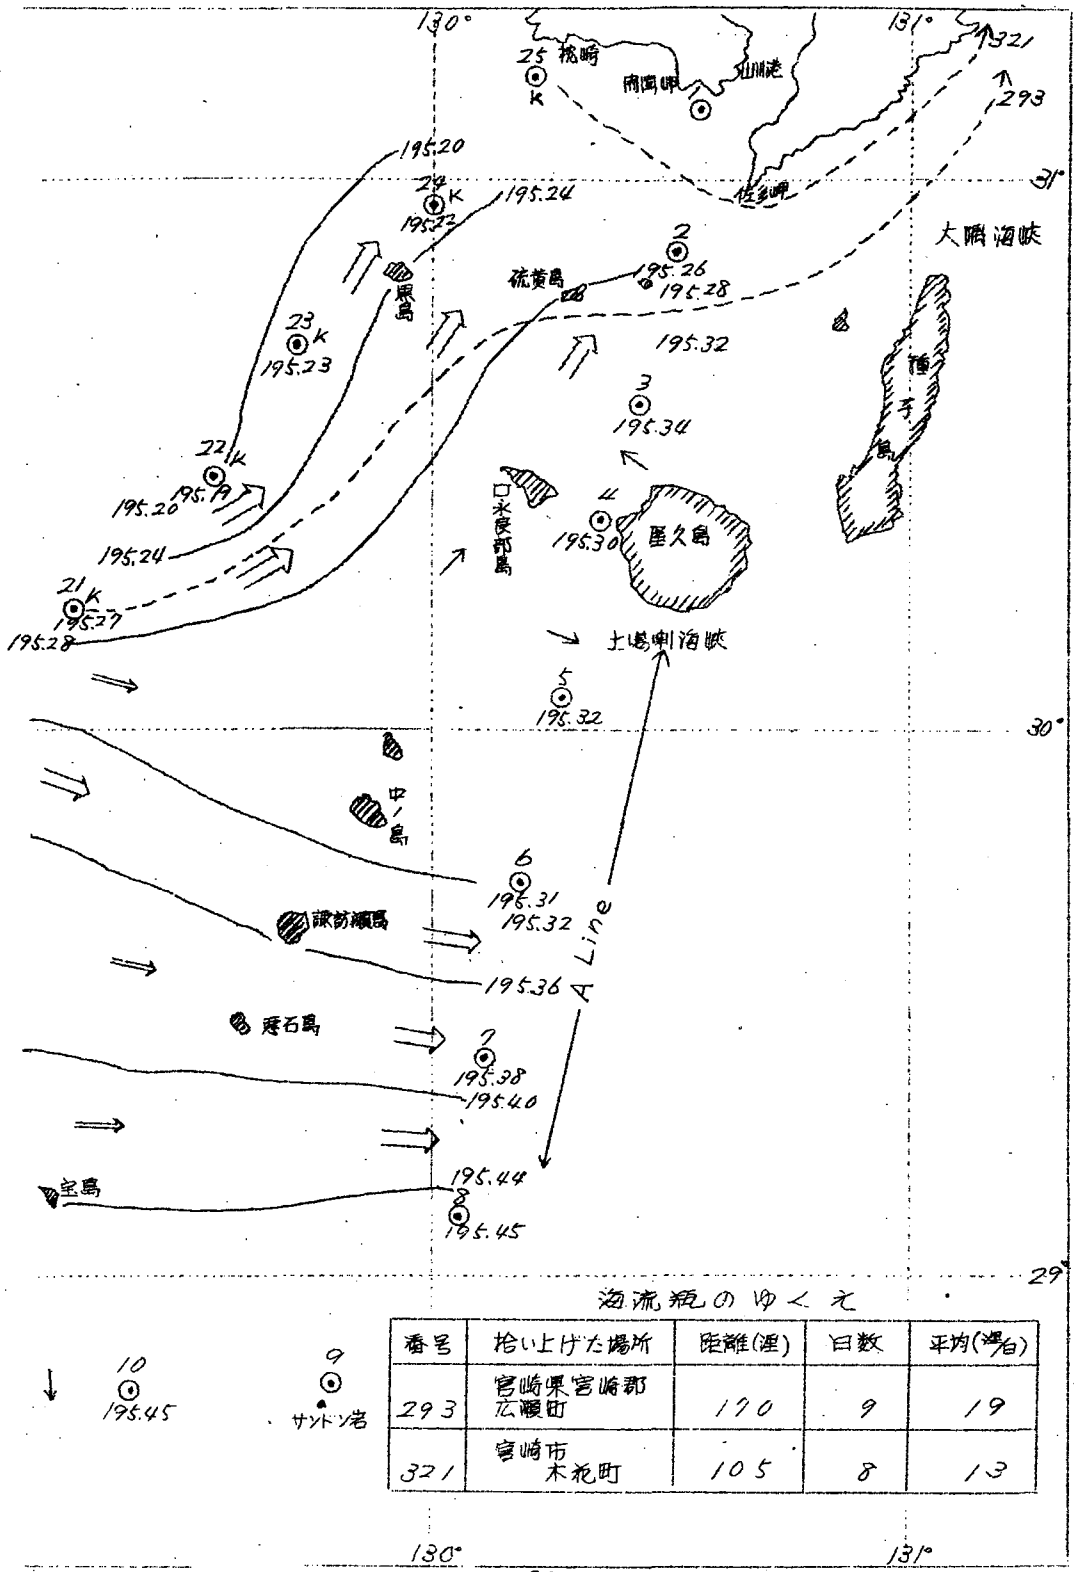 130°
131°
321
293
25
枕崎
K
開聞岬
1
山川港
195.20
31°
24
K
195.22
195.24
佐多岬
大隅海峡
2
195.26
195.28
硫黄島
黒島
23
K
195.23
195.32
3
195.34
種子島
22
K
195.19
195.20
195.24
口永良部島
4
195.30
屋久島
21
K
195.27
195.28
土噶喇海峡
5
195.32
30°
中ノ島
6
195.31
195.32
A Line
諏訪瀬島
195.36
悪石島
7
195.38
195.40
195.44
宝島
8
195.45
29°
海流瓶のゆくえ
番号 拾い上げた場所 距離(浬) 日数 平均(浬/日)
293 宮崎県宮崎郡
広瀬町 170 9 19
321 宮崎市
木花町 105 8 13
10
195.45
9
サンドン岩
130°
131°